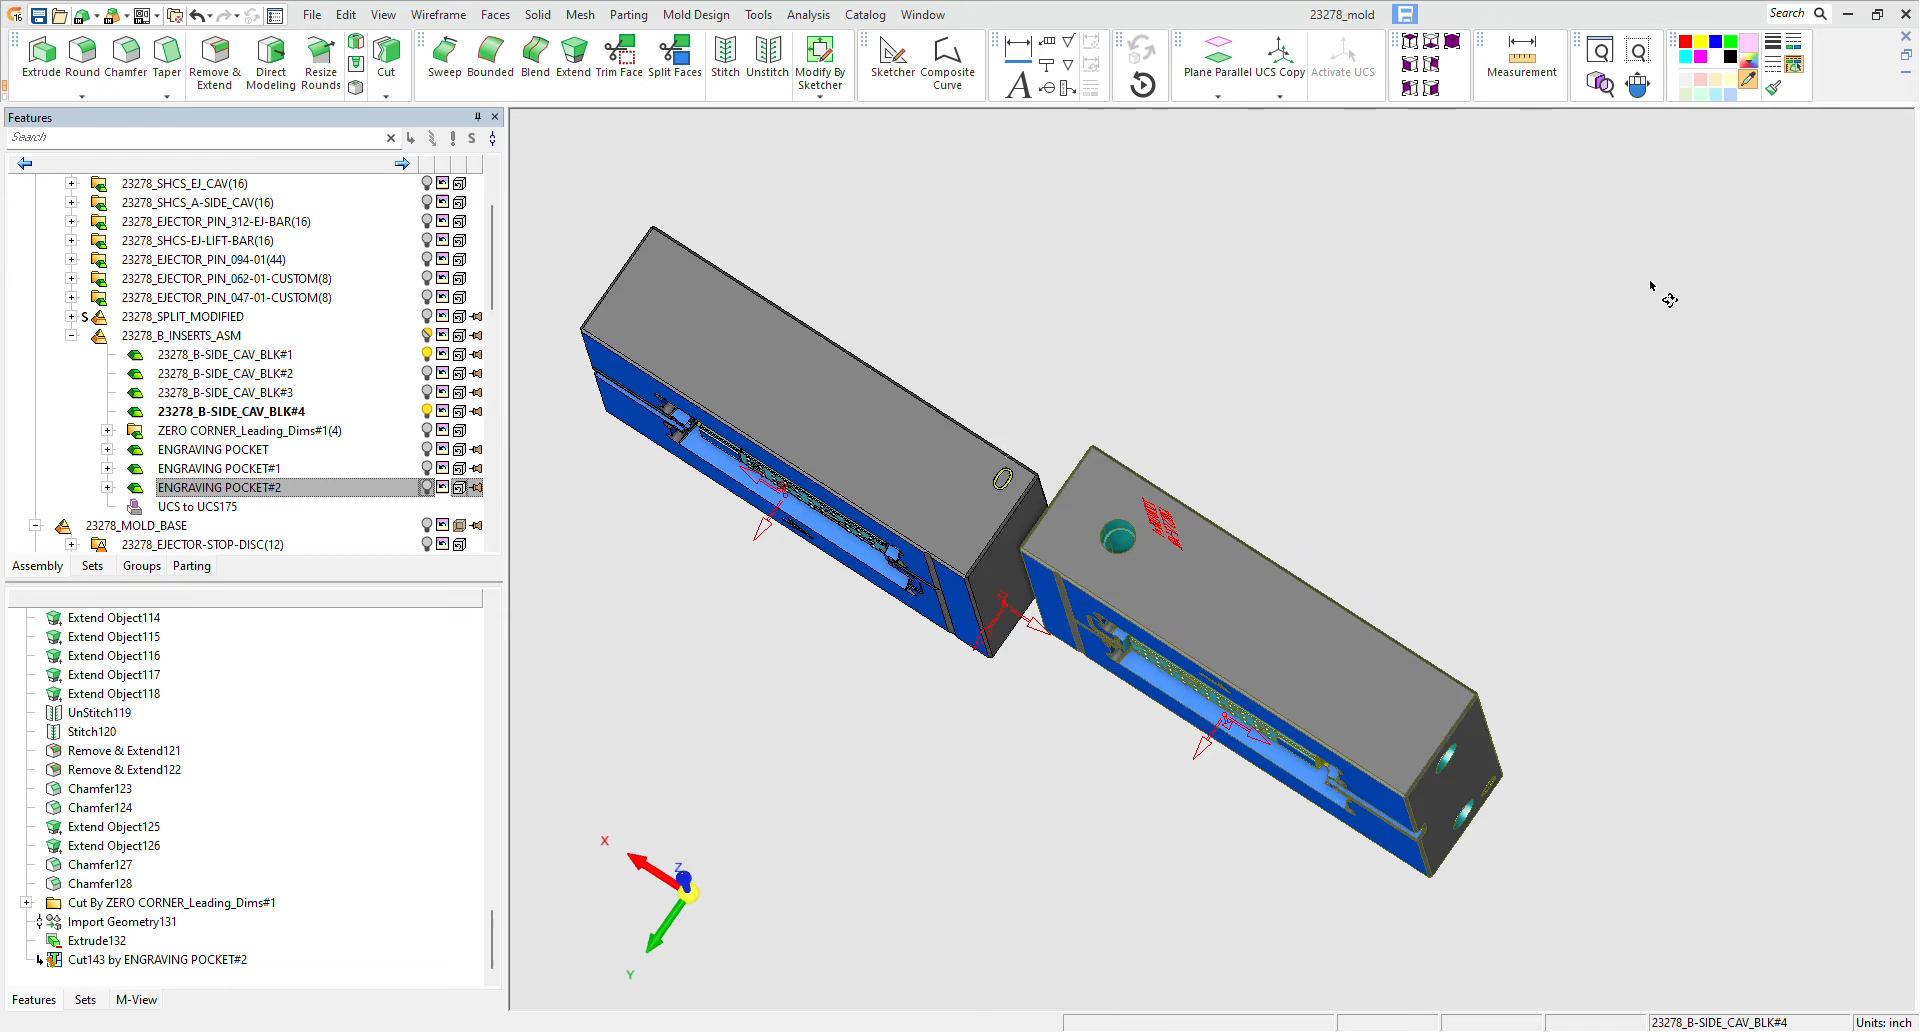 File Edit View Wireframe Faces Solid Mesh Parting Mold Design Tools Analysis Catalog Window
23278_mold
Search
Extrude Round Chamfer Taper Remove & Extend Direct Modeling Resize Rounds Cut
Sweep Bounded Blend Extend Trim Face Split Faces Stitch Unstitch Modify By Sketcher
Sketcher Composite Curve
Plane Parallel UCS Copy Activate UCS
Measurement
Features
Search
23278_SHCS_EJ_CAV(16)
23278_SHCS_A-SIDE_CAV(16)
23278_EJECTOR_PIN_312-EJ-BAR(16)
23278_SHCS-EJ-LIFT-BAR(16)
23278_EJECTOR_PIN_094-01(44)
23278_EJECTOR_PIN_062-01-CUSTOM(8)
23278_EJECTOR_PIN_047-01-CUSTOM(8)
S 23278_SPLIT_MODIFIED
23278_B_INSERTS_ASM
23278_B-SIDE_CAV_BLK#1
23278_B-SIDE_CAV_BLK#2
23278_B-SIDE_CAV_BLK#3
23278_B-SIDE_CAV_BLK#4
ZERO CORNER_Leading_Dims#1(4)
ENGRAVING POCKET
ENGRAVING POCKET#1
ENGRAVING POCKET#2
UCS to UCS175
23278_MOLD_BASE
23278_EJECTOR-STOP-DISC(12)
Assembly Sets Groups Parting
Extend Object114
Extend Object115
Extend Object116
Extend Object117
Extend Object118
UnStitch119
Stitch120
Remove & Extend121
Remove & Extend122
Chamfer123
Chamfer124
Extend Object125
Extend Object126
Chamfer127
Chamfer128
Cut By ZERO CORNER_Leading_Dims#1
Import Geometry131
Extrude132
Cut143 by ENGRAVING POCKET#2
Features Sets M-View
X
Z
Y
0
23278_B-SIDE_CAV_BLK#4
Units: inch